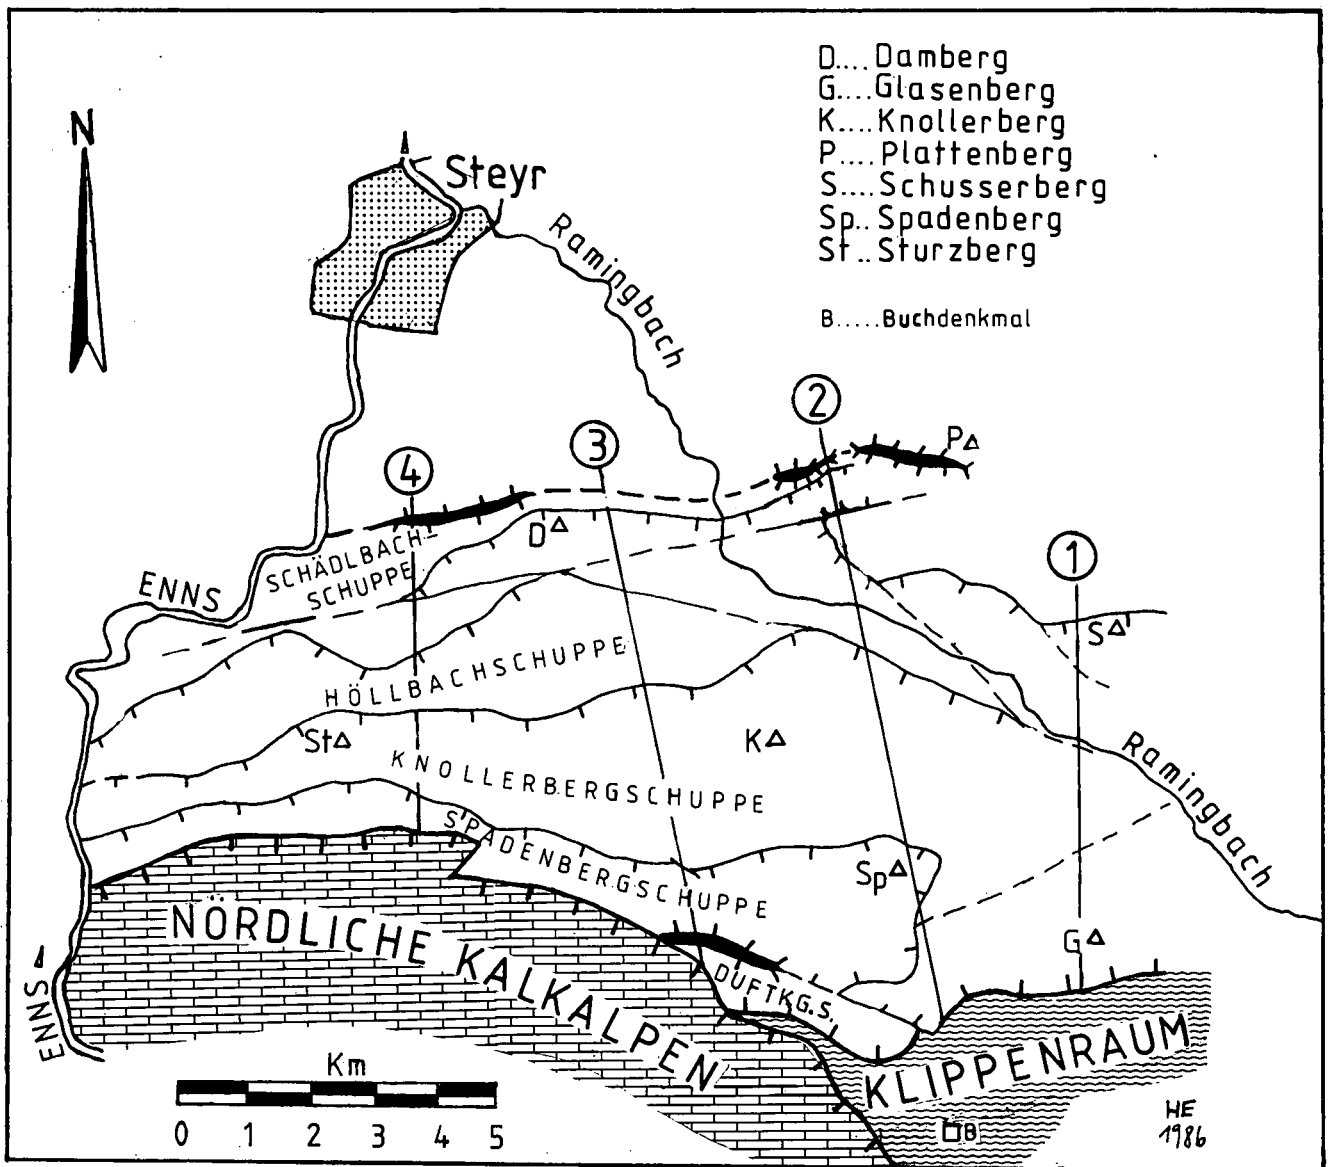 D....Damberg
G....Glasenberg
K....Knollerberg
P....Plattenberg
S....Schusserberg
Sp..Spadenberg
St..Sturzberg
B.....Buchdenkmal
N
Steyr
Ramingbach
2
3
4
P
1
D
SCHÄDLBACH-
SCHUPPE
ENNS
S
HÖLLBACHSCHUPPE
St
K
KNOLLERBERGSCHUPPE
Ramingbach
SPADENBERGSCHUPPE
Sp
G
NÖRDLICHE KALKALPEN
DUFTKG.S.
ENNS
KLIPPENRAUM
Km
0 1 2 3 4 5
B
HE
1986